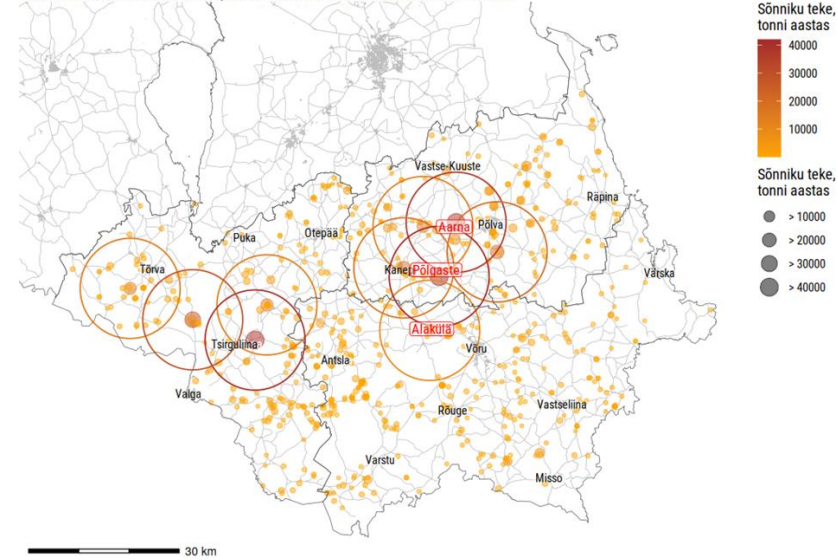 Sõnniku teke,
tonni aastas
40000
30000
20000
10000
Sõnniku teke,
tonni aastas
> 10000
> 20000
> 30000
> 40000
Vastse-Kuuste
Räpina
Aarna
Põlva
Otepää
Puka
Tõrva
Põlgaste
Värska
Alaküla
Tsirguliina
Võru
Antsla
Valga
Rõuge
Vastseliina
Varstu
Misso
30 km